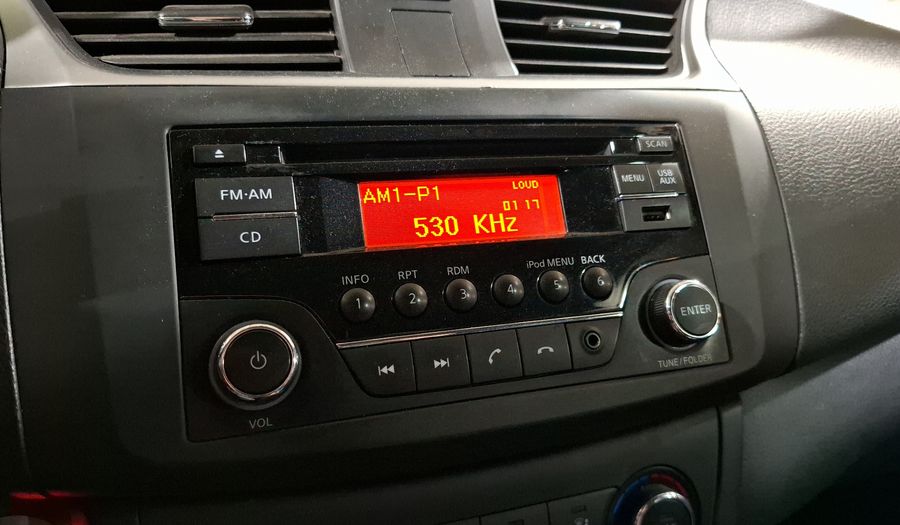 SCAN
MENU
USB
AUX
FM·AM
CD
AM1-P1
LOUD
01 17
530 KHz
INFO
RPT
RDM
iPod MENU
BACK
1
2
3
4
5
6
ENTER
TUNE/FOLDER
VOL